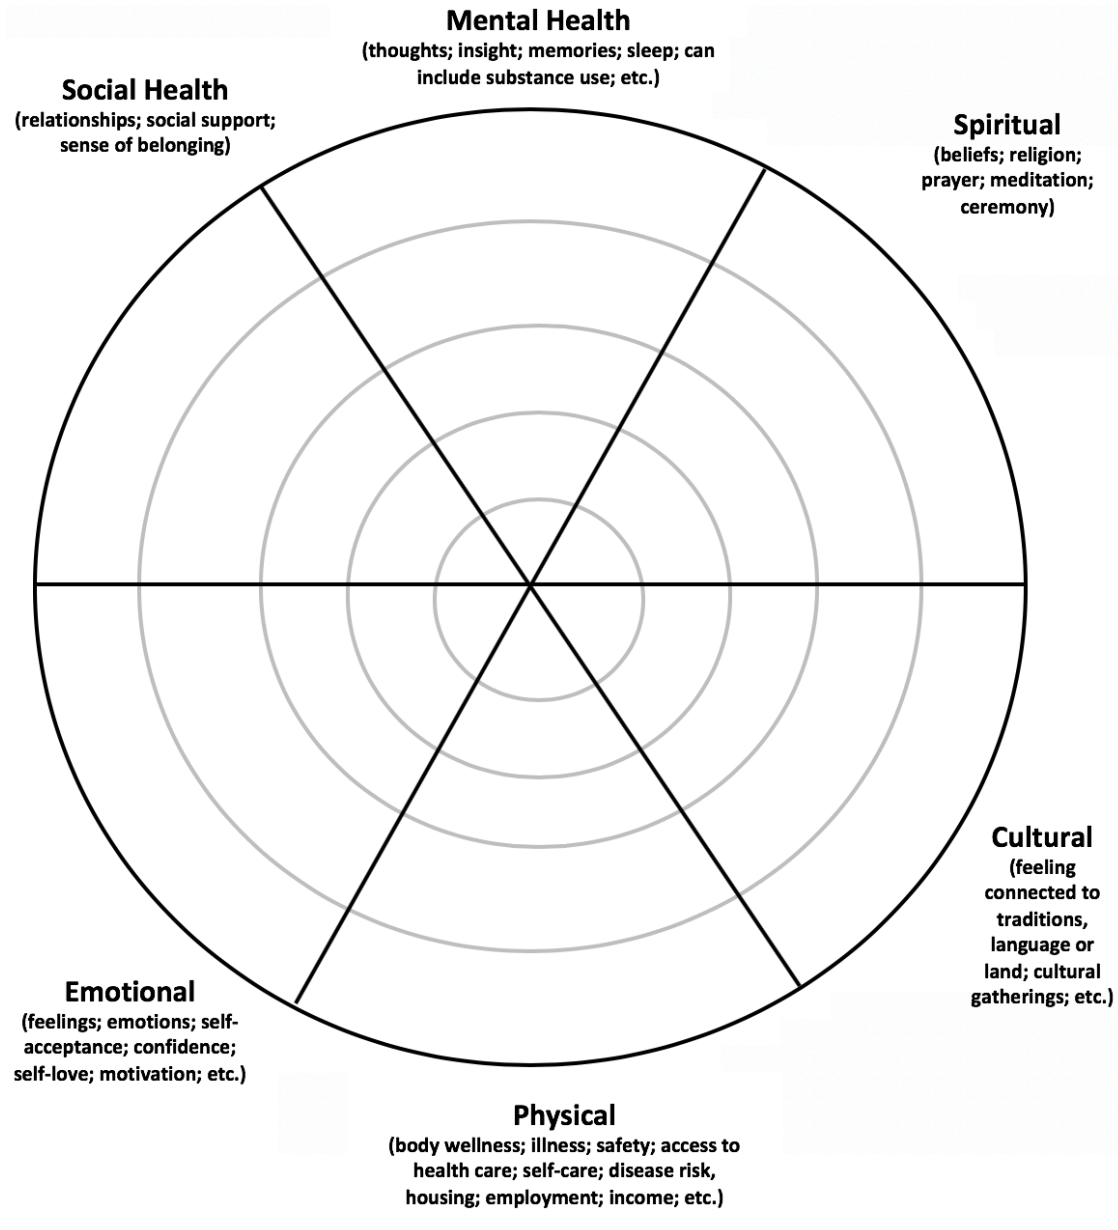 Mental Health
(thoughts; insight; memories; sleep; can
include substance use; etc.)
Social Health
(relationships; social support;
sense of belonging)
Spiritual
(beliefs; religion;
prayer; meditation;
ceremony)
Cultural
(feeling
connected to
traditions,
language or
land; cultural
gatherings; etc.)
Emotional
(feelings; emotions; self-
acceptance; confidence;
self-love; motivation; etc.)
Physical
(body wellness; illness; safety; access to
health care; self-care; disease risk,
housing; employment; income; etc.)